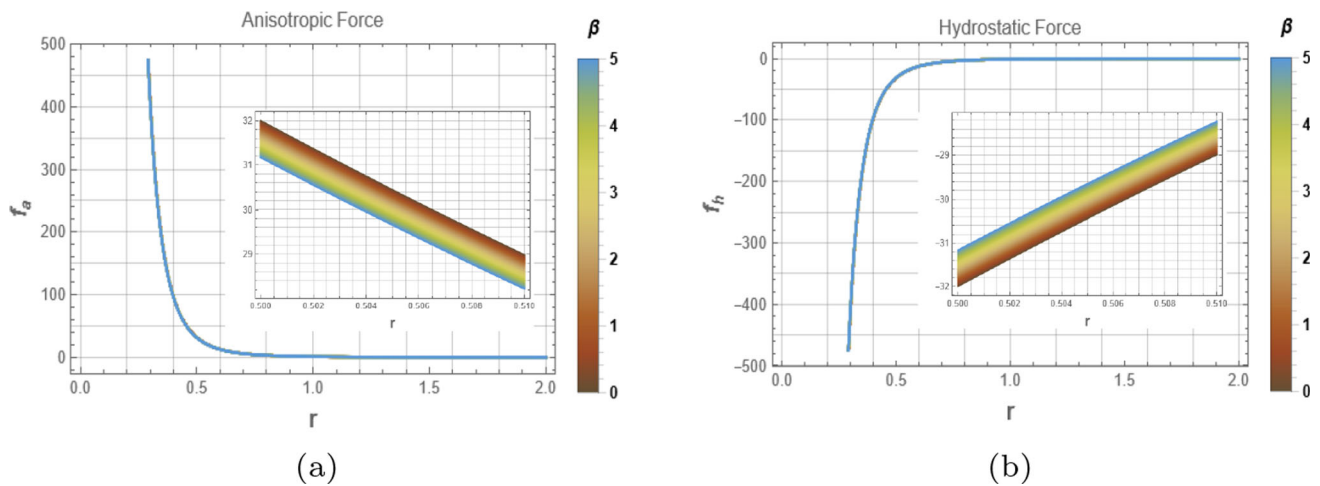 Anisotropic Force
β
500
400
300
200
100
0
f_a
0.0 0.5 1.0 1.5 2.0
r
32
31
30
29
0.500 0.502 0.504 0.506 0.508 0.510
r
5
4
3
2
1
0
(a)
Hydrostatic Force
β
0
-100
-200
-300
-400
-500
f_h
0.0 0.5 1.0 1.5 2.0
r
-29
-30
-31
-32
0.500 0.502 0.504 0.506 0.508 0.510
r
5
4
3
2
1
0
(b)